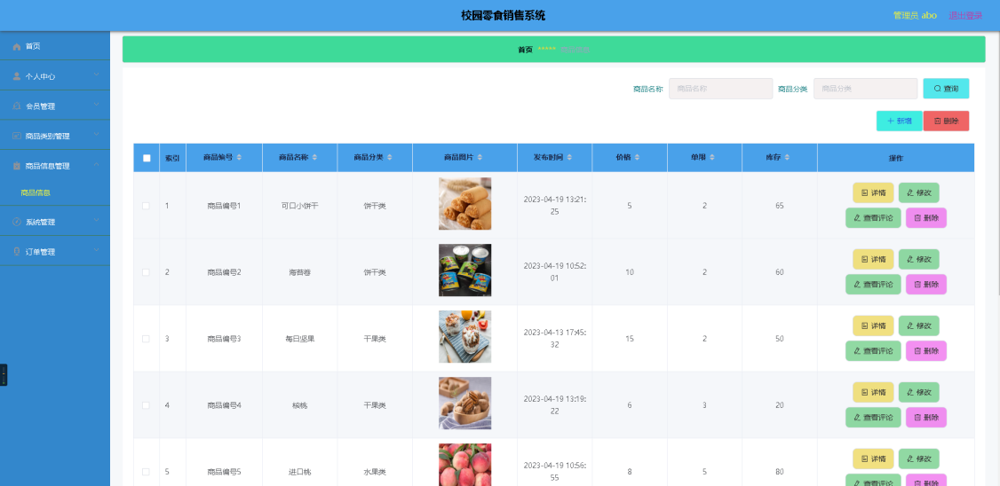 校园零食销售系统
管理员 abo 退出登录
首页
个人中心
会员管理
商品类别管理
商品信息管理
商品信息
系统管理
订单管理
首页 ***** 商品信息
商品名称 商品名称 商品分类 商品分类 查询
+ 新增 删除
索引 商品编号 商品名称 商品分类 商品图片 发布时间 价格 单限 库存 操作
1 商品编号1 可口小饼干 饼干类 2023-04-19 13:21:
25 5 2 65 详情 修改
查看评论 删除
2 商品编号2 海苔卷 饼干类 2023-04-19 10:52:
01 10 2 60 详情 修改
查看评论 删除
3 商品编号3 每日坚果 干果类 2023-04-13 17:45:
32 15 2 50 详情 修改
查看评论 删除
4 商品编号4 核桃 干果类 2023-04-19 13:19:
22 6 3 20 详情 修改
查看评论 删除
5 商品编号5 进口桃 水果类 2023-04-19 10:56:
55 8 5 80 详情 修改
查看评论 删除